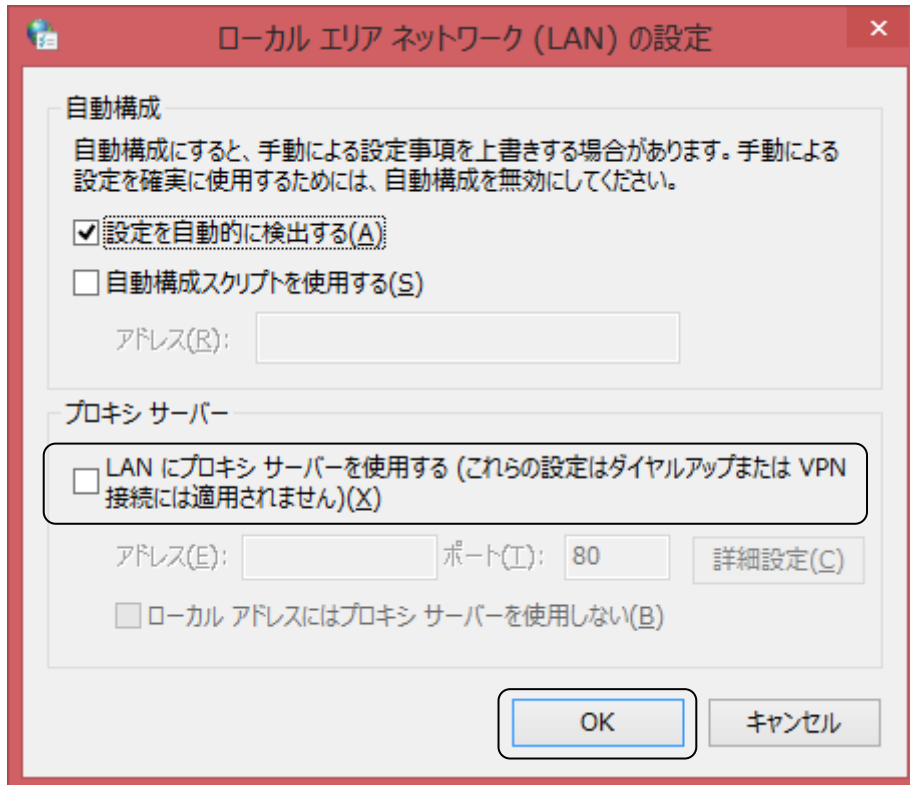 ローカル エリア ネットワーク (LAN) の設定
自動構成
自動構成にすると、手動による設定事項を上書きする場合があります。手動による
設定を確実に使用するためには、自動構成を無効にしてください。
設定を自動的に検出する(A)
自動構成スクリプトを使用する(S)
アドレス(R):
プロキシ サーバー
LAN にプロキシ サーバーを使用する (これらの設定はダイヤルアップまたは VPN
接続には適用されません)(X)
アドレス(E): ポート(T): 80 詳細設定(C)
ローカル アドレスにはプロキシ サーバーを使用しない(B)
OK キャンセル